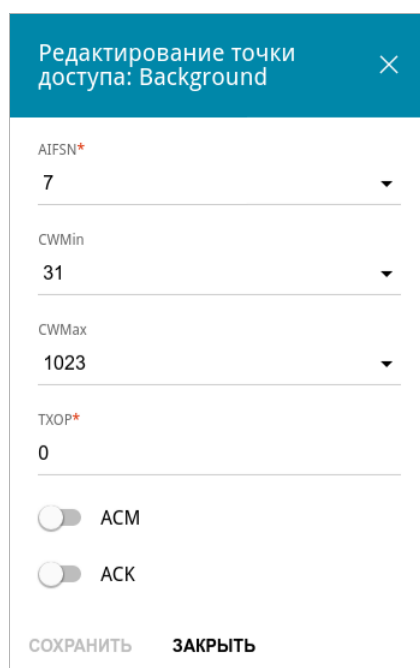 Редактирование точки
доступа: Background
AIFSN*
7
CWMin
31
CWMax
1023
TXOP*
0
ACM
ACK
СОХРАНИТЬ ЗАКРЫТЬ